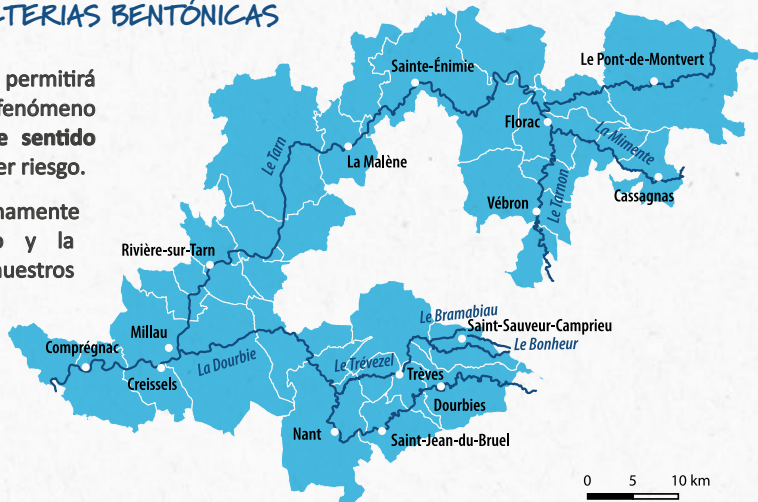 CTERIAS BENTÓNICAS
permitirá
fenómeno
e sentido
er riesgo.
namente
o y la
nuestros
Le Pont-de-Montvert
Sainte-Énimie
Florac
La Mimente
La Malène
Le Tarn
Cassagnas
Vébron
Le Tarnon
Rivière-sur-Tarn
Le Bramabiau
Saint-Sauveur-Camprieu
Le Bonheur
Millau
Comprégnac
La Dourbie
Le Trévezel
Trèves
Creissels
Dourbies
Nant
Saint-Jean-du-Bruel
0 5 10 km